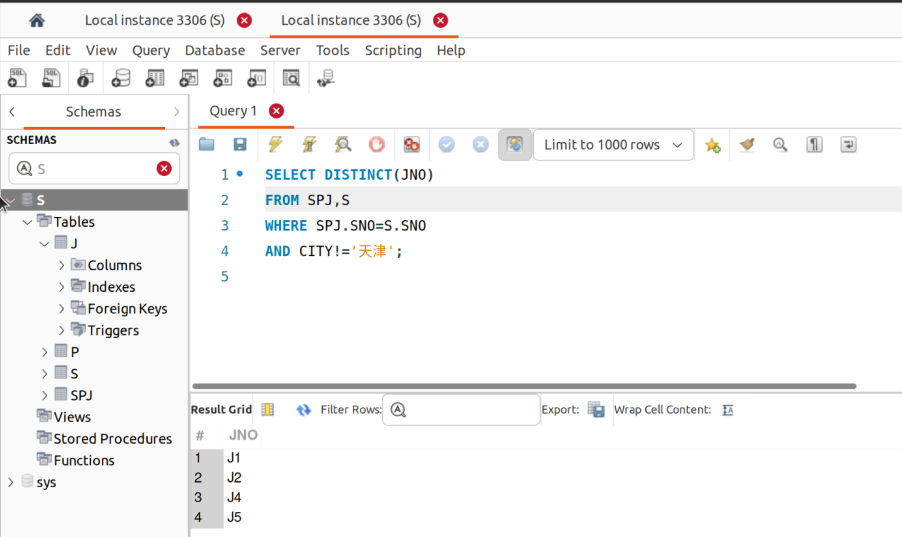 Local instance 3306 (S) Local instance 3306 (S)
File Edit View Query Database Server Tools Scripting Help
Schemas
Query 1
SCHEMAS
Limit to 1000 rows
S
1 SELECT DISTINCT(JNO)
S
2 FROM SPJ,S
Tables
3 WHERE SPJ.SNO=S.SNO
J
4 AND CITY!='天津';
Columns
5
Indexes
Foreign Keys
Triggers
P
S
SPJ
Views
Stored Procedures
Functions
sys
Result Grid Filter Rows: Export: Wrap Cell Content:
# JNO
1 J1
2 J2
3 J4
4 J5